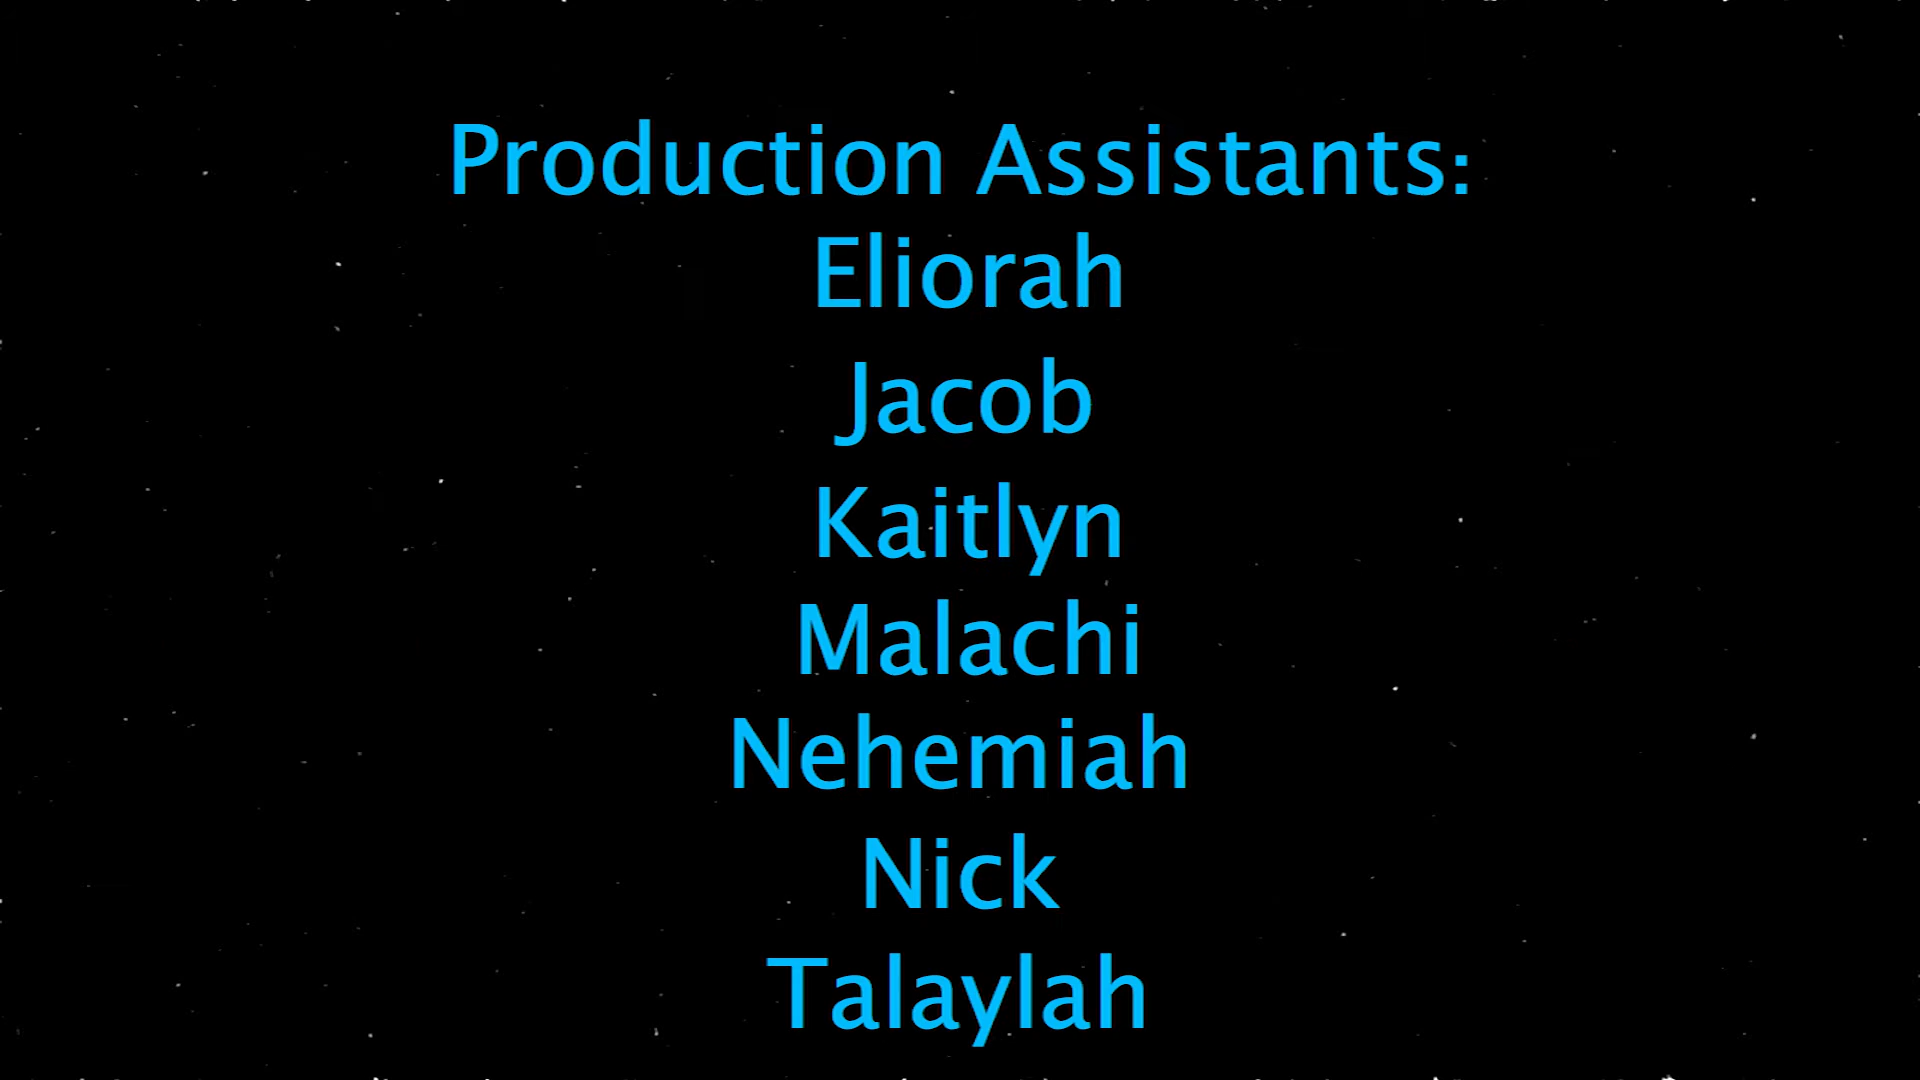 Production Assistants:
Eliorah
Jacob
Kaitlyn
Malachi
Nehemiah
Nick
Talaylah